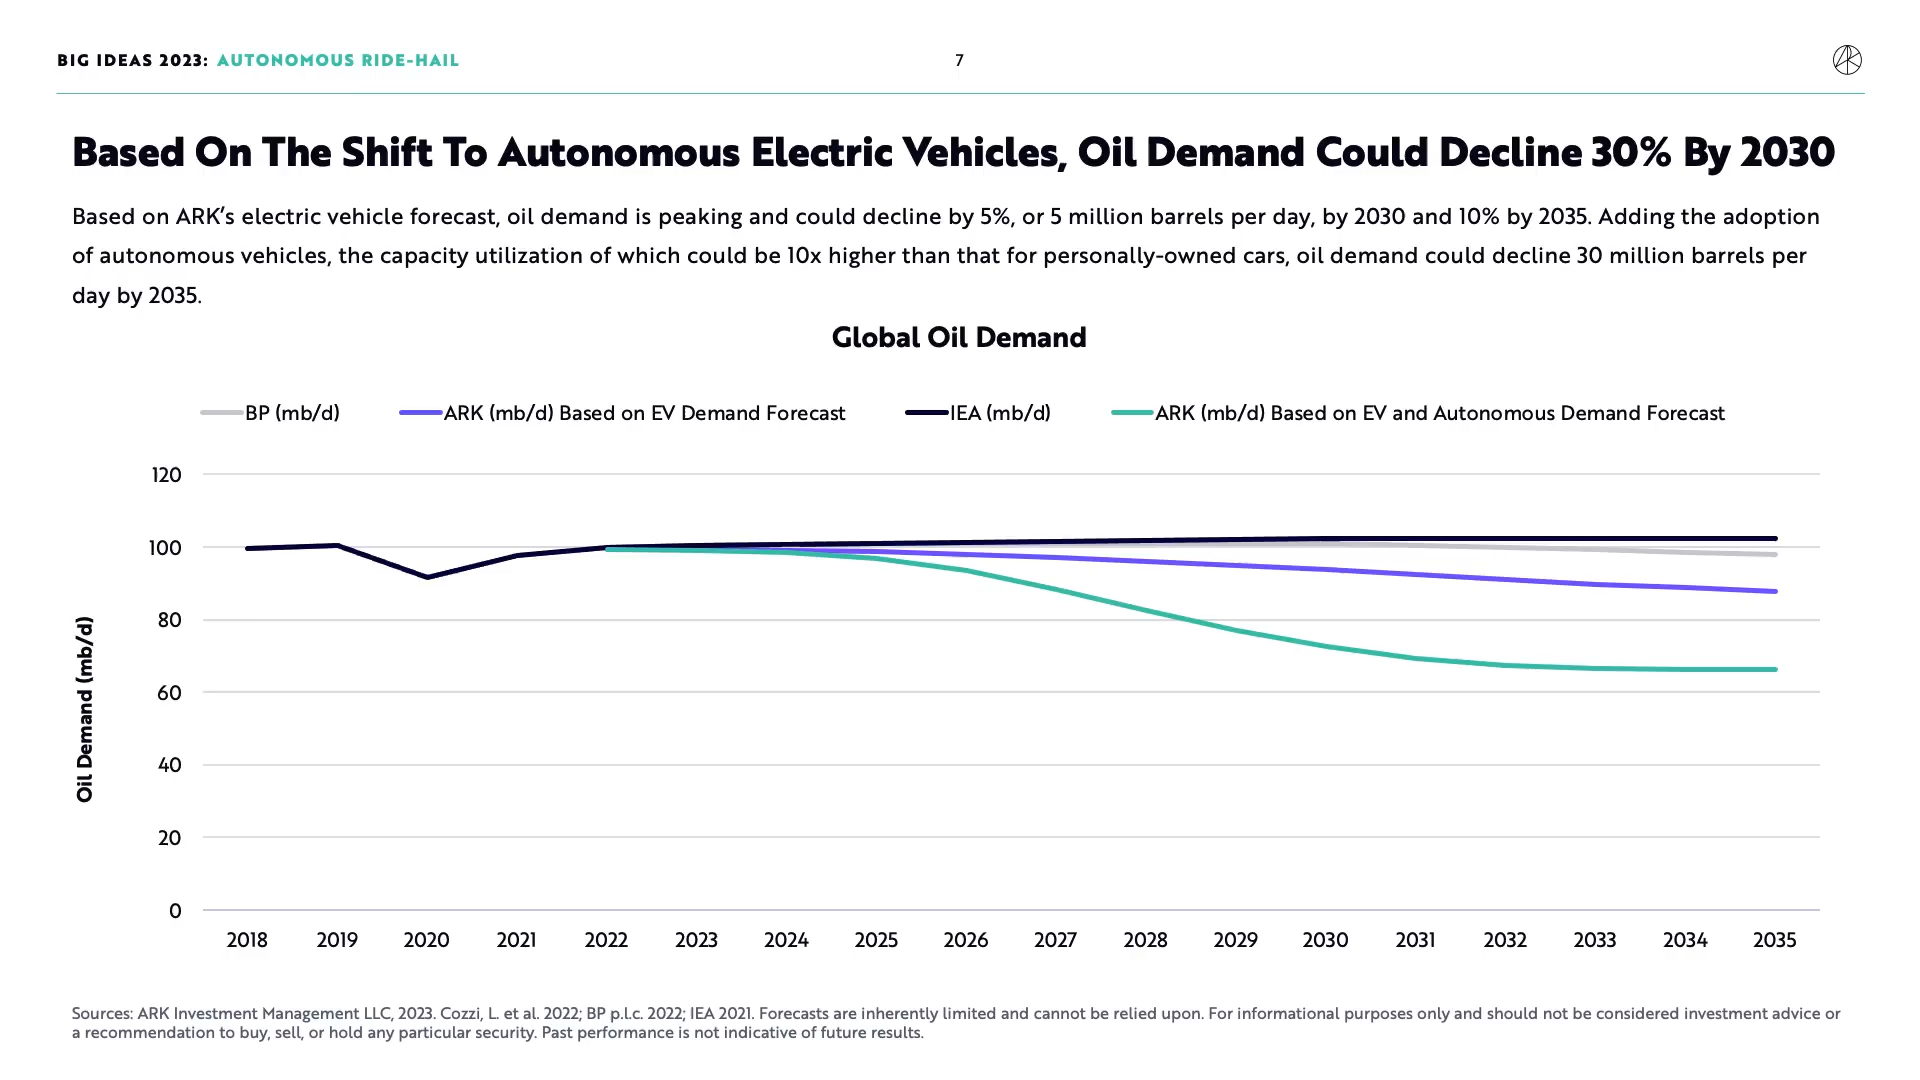 BIG IDEAS 2023: AUTONOMOUS RIDE-HAIL
7
Based On The Shift To Autonomous Electric Vehicles, Oil Demand Could Decline 30% By 2030
Based on ARK’s electric vehicle forecast, oil demand is peaking and could decline by 5%, or 5 million barrels per day, by 2030 and 10% by 2035. Adding the adoption
of autonomous vehicles, the capacity utilization of which could be 10x higher than that for personally-owned cars, oil demand could decline 30 million barrels per
day by 2035.
Global Oil Demand
BP (mb/d) ARK (mb/d) Based on EV Demand Forecast IEA (mb/d) ARK (mb/d) Based on EV and Autonomous Demand Forecast
Oil Demand (mb/d)
120
100
80
60
40
20
0
2018 2019 2020 2021 2022 2023 2024 2025 2026 2027 2028 2029 2030 2031 2032 2033 2034 2035
Sources: ARK Investment Management LLC, 2023. Cozzi, L. et al. 2022; BP p.l.c. 2022; IEA 2021. Forecasts are inherently limited and cannot be relied upon. For informational purposes only and should not be considered investment advice or
a recommendation to buy, sell, or hold any particular security. Past performance is not indicative of future results.